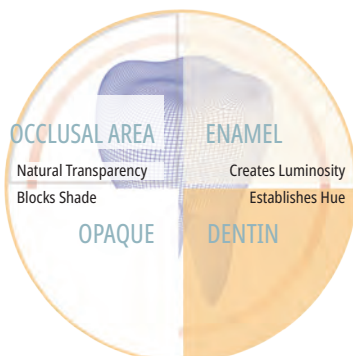 OCCLUSAL AREA
Natural Transparency
ENAMEL
Creates Luminosity
Blocks Shade
OPAQUE
Establishes Hue
DENTIN